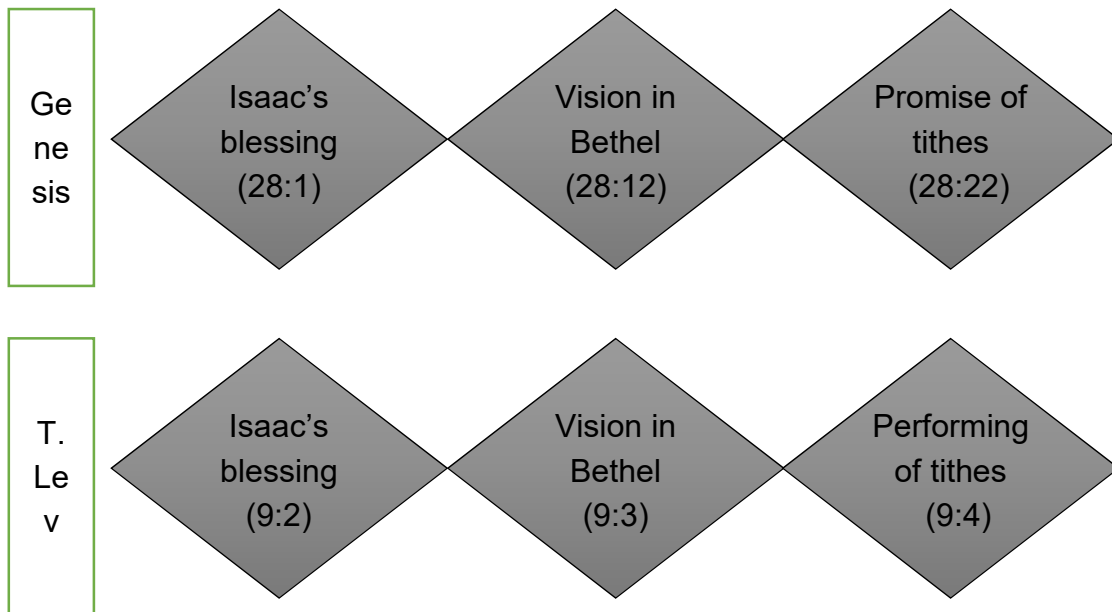 Ge
ne
sis
Isaac’s
blessing
(28:1)
Vision in
Bethel
(28:12)
Promise of
tithes
(28:22)
T.
Le
v
Isaac’s
blessing
(9:2)
Vision in
Bethel
(9:3)
Performing
of tithes
(9:4)